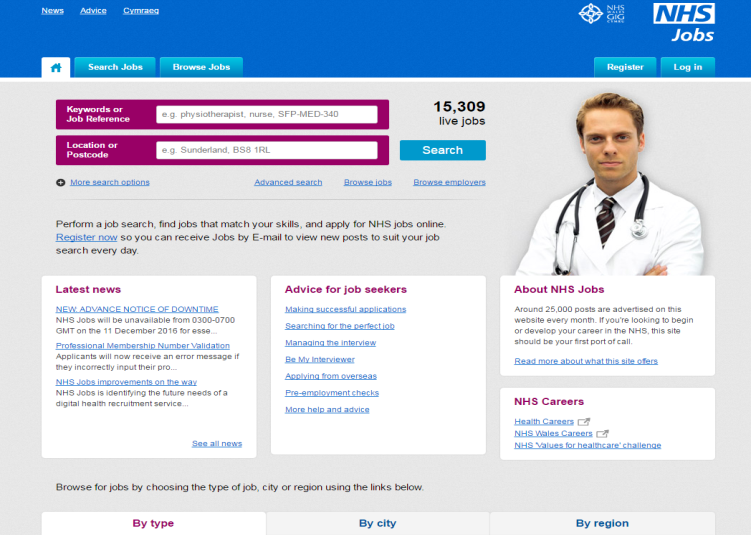 News Advice Cymraeg
NHS
WALES
GIG
CYMRU
NHS
Jobs
Search Jobs Browse Jobs Register Log in
Keywords or
Job Reference
e.g. physiotherapist, nurse, SFP-MED-340
15,309
live jobs
Location or
Postcode
e.g. Sunderland, BS8 1RL
Search
More search options Advanced search Browse jobs Browse employers
Perform a job search, find jobs that match your skills, and apply for NHS jobs online.
Register now so you can receive Jobs by E-mail to view new posts to suit your job
search every day.
Latest news
NEW: ADVANCE NOTICE OF DOWNTIME
NHS Jobs will be unavailable from 0300-0700
GMT on the 11 December 2016 for esse...
Professional Membership Number Validation
Applicants will now receive an error message if
they incorrectly input their pro...
NHS Jobs improvements on the way
NHS Jobs is identifying the future needs of a
digital health recruitment service...
See all news
Advice for job seekers
Making successful applications
Searching for the perfect job
Managing the interview
Be My Interviewer
Applying from overseas
Pre-employment checks
More help and advice
About NHS Jobs
Around 25,000 posts are advertised on this
website every month. If you're looking to begin
or develop your career in the NHS, this site
should be your first port of call.
Read more about what this site offers
NHS Careers
Health Careers
NHS Wales Careers
NHS 'Values for healthcare' challenge
Browse for jobs by choosing the type of job, city or region using the links below.
By type By city By region